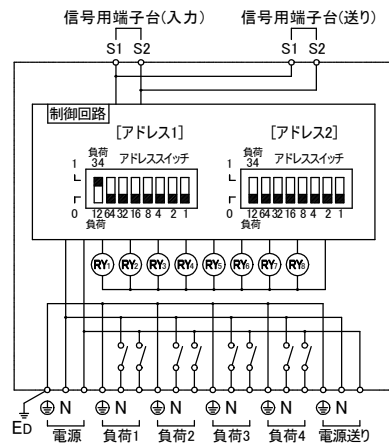 信号用端子台(入力) 信号用端子台(送り)
S1 S2 S1 S2
制御回路
[アドレス1] [アドレス2]
負荷 負荷
34 アドレススイッチ 34 アドレススイッチ
1 1
0 0
12 64 32 16 8 4 2 1 12 64 32 16 8 4 2 1
負荷 負荷
RY1 RY2 RY3 RY4 RY5 RY6 RY7 RY8
ED N N N N N N
電源 負荷1 負荷2 負荷3 負荷4 電源送り